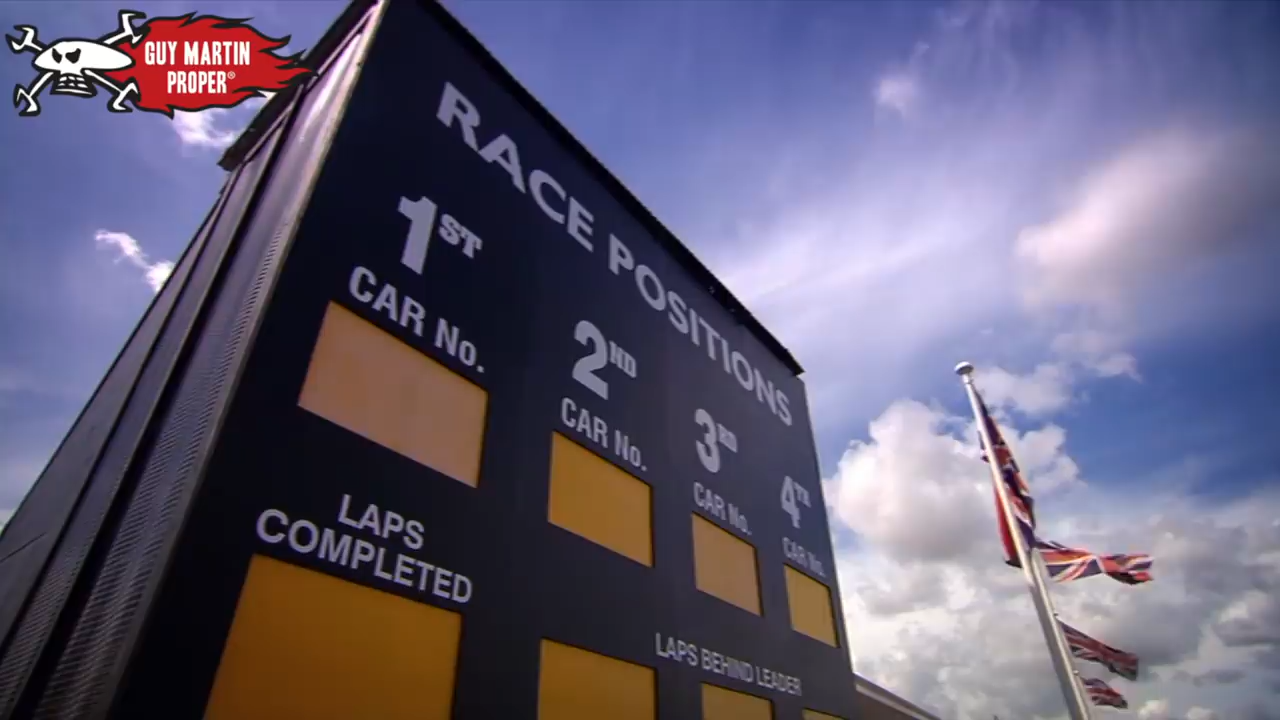 GUY MARTIN
PROPER®
RACE POSITIONS
1ST
CAR No.
2ND
CAR No.
3RD
CAR No.
4TH
CAR No.
LAPS
COMPLETED
LAPS BEHIND LEADER